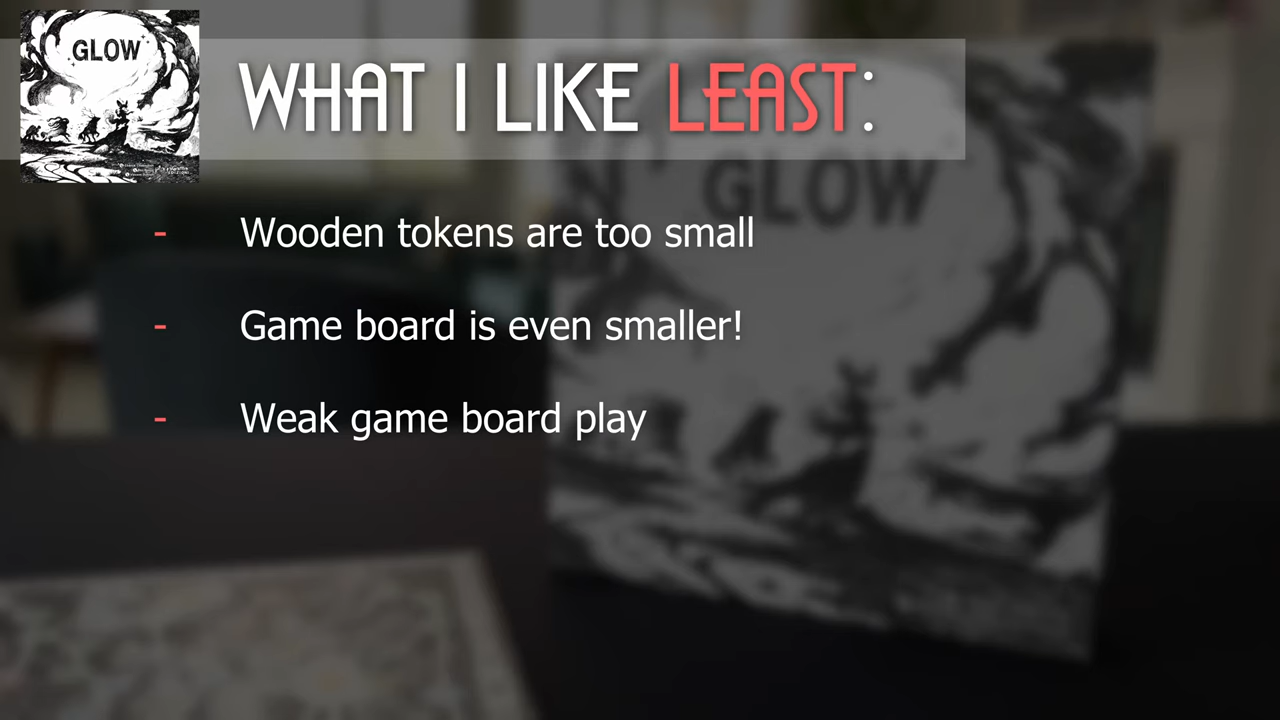 GLOW
WHAT I LIKE LEAST:
GLOW
- Wooden tokens are too small
- Game board is even smaller!
- Weak game board play